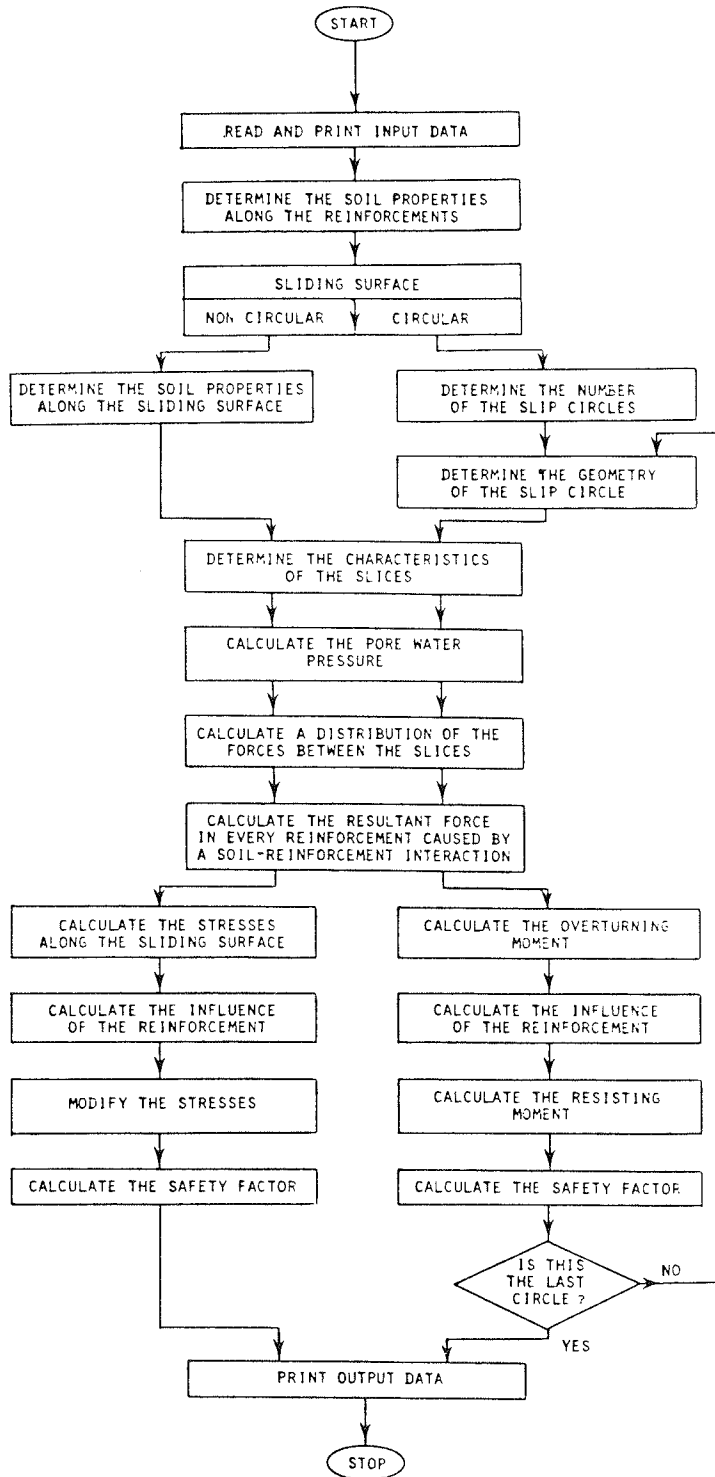 START
READ AND PRINT INPUT DATA
DETERMINE THE SOIL PROPERTIES
ALONG THE REINFORCEMENTS
SLIDING SURFACE
NON CIRCULAR
CIRCULAR
DETERMINE THE SOIL PROPERTIES
ALONG THE SLIDING SURFACE
DETERMINE THE NUMBER
OF THE SLIP CIRCLES
DETERMINE THE GEOMETRY
OF THE SLIP CIRCLE
DETERMINE THE CHARACTERISTICS
OF THE SLICES
CALCULATE THE PORE WATER
PRESSURE
CALCULATE A DISTRIBUTION OF THE
FORCES BETWEEN THE SLICES
CALCULATE THE RESULTANT FORCE
IN EVERY REINFORCEMENT CAUSED BY
A SOIL-REINFORCEMENT INTERACTION
CALCULATE THE STRESSES
ALONG THE SLIDING SURFACE
CALCULATE THE OVERTURNING
MOMENT
CALCULATE THE INFLUENCE
OF THE REINFORCEMENT
CALCULATE THE INFLUENCE
OF THE REINFORCEMENT
MODIFY THE STRESSES
CALCULATE THE RESISTING
MOMENT
CALCULATE THE SAFETY FACTOR
CALCULATE THE SAFETY FACTOR
IS THIS
THE LAST
CIRCLE ?
NO
YES
PRINT OUTPUT DATA
STOP